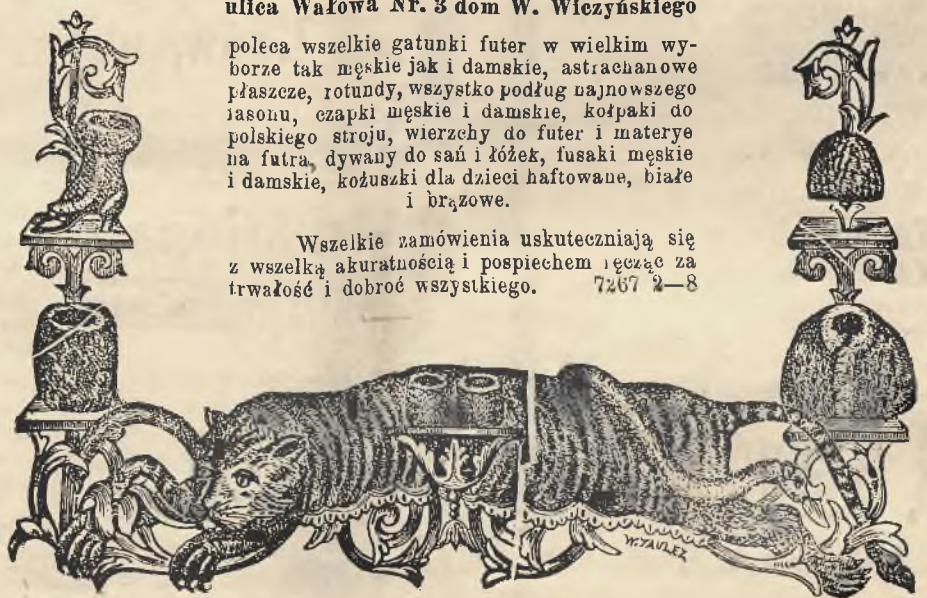 ulica Wałowa Nr. 3 dom W. Wiczyńskiego
poleca wszelkie gatunki futer w wielkim wy-
borze tak męskie jak i damskie, astrachanowe
płaszcze, rotundy, wszystko podług najnowszego
fasonu, czapki męskie i damskie, kołpaki do
polskiego stroju, wierzchy do futer i materye
na futra, dywany do sań i łóżek, fusaki męskie
i damskie, kożuszki dla dzieci haftowane, białe
i brązowe.
Wszelkie zamówienia uskuteczniają się
z wszelką akuratnością i pospiechem ręcząc za
trwałość i dobroć wszystkiego. 7267 2—8